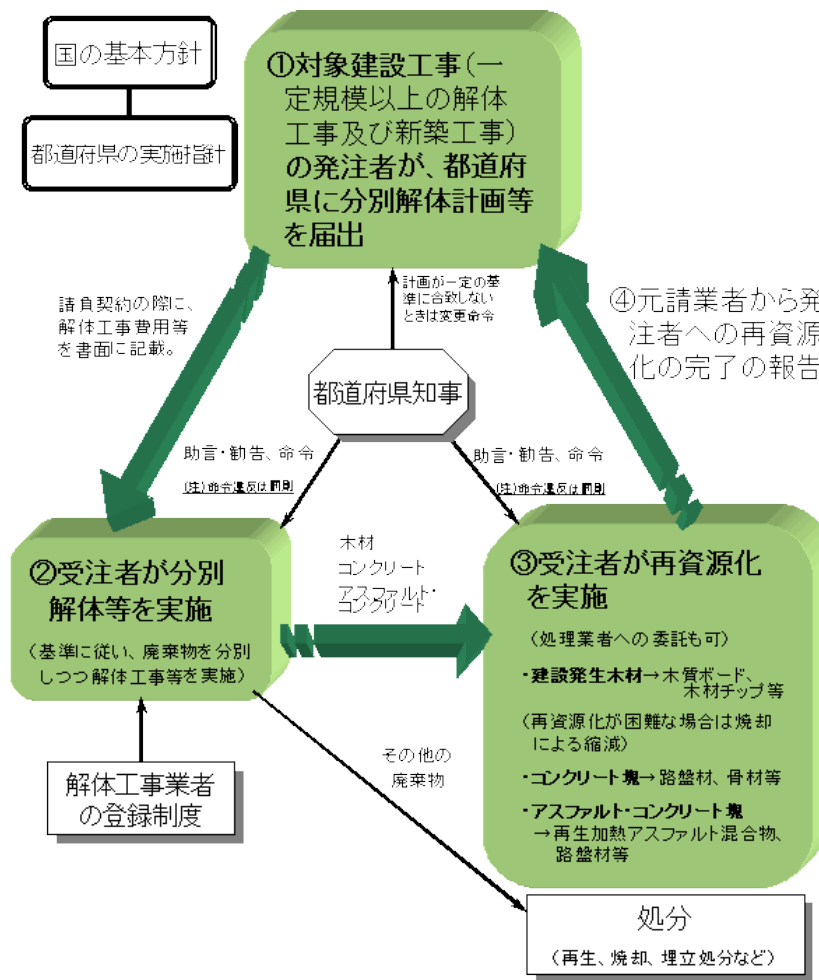 国の基本方針
都道府県の実施指針
①対象建設工事(一
定規模以上の解体
工事及び新築工事)
の発注者が、都道府
県に分別解体計画等
を届出
請負契約の際に、
解体工事費用等
を書面に記載。
計画が一定の基
準に合致しない
ときは変更命令
④元請業者から発
注者への再資源
化の完了の報告
都道府県知事
助言・勧告、命令
(注)命令違反は罰則
助言・勧告、命令
(注)命令違反は罰則
②受注者が分別
解体等を実施
(基準に従い、廃棄物を分別
しつつ解体工事等を実施)
木材
コンクリート
アスファルト・
コンクリート
③受注者が再資源化
を実施
(処理業者への委託も可)
・建設発生木材→木質ボード、
木材チップ等
(再資源化が困難な場合は焼却
による縮減)
・コンクリート塊→路盤材、骨材等
・アスファルト・コンクリート塊
→再生加熱アスファルト混合物、
路盤材等
解体工事業者
の登録制度
その他の
廃棄物
処分
(再生、焼却、埋立処分など)